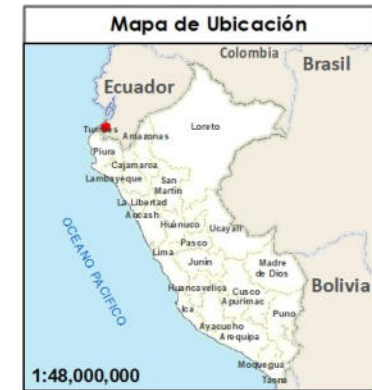 Mapa de Ubicación
Colombia
Brasil
Ecuador
Loreto
Tumbes
Amazonas
Piura
Cajamarca
Lambayeque
San
Martin
La Libertad
Ancash
Huánuco
Ucayali
Pasco
OCEANO PACIFICO
Lima
Junin
Madre
de Dios
Huancavelica
Cusco
Apurimac
Bolivia
Ica
Puno
Ayacucho
Arequipa
Moquegua
Tacna
1:48,000,000